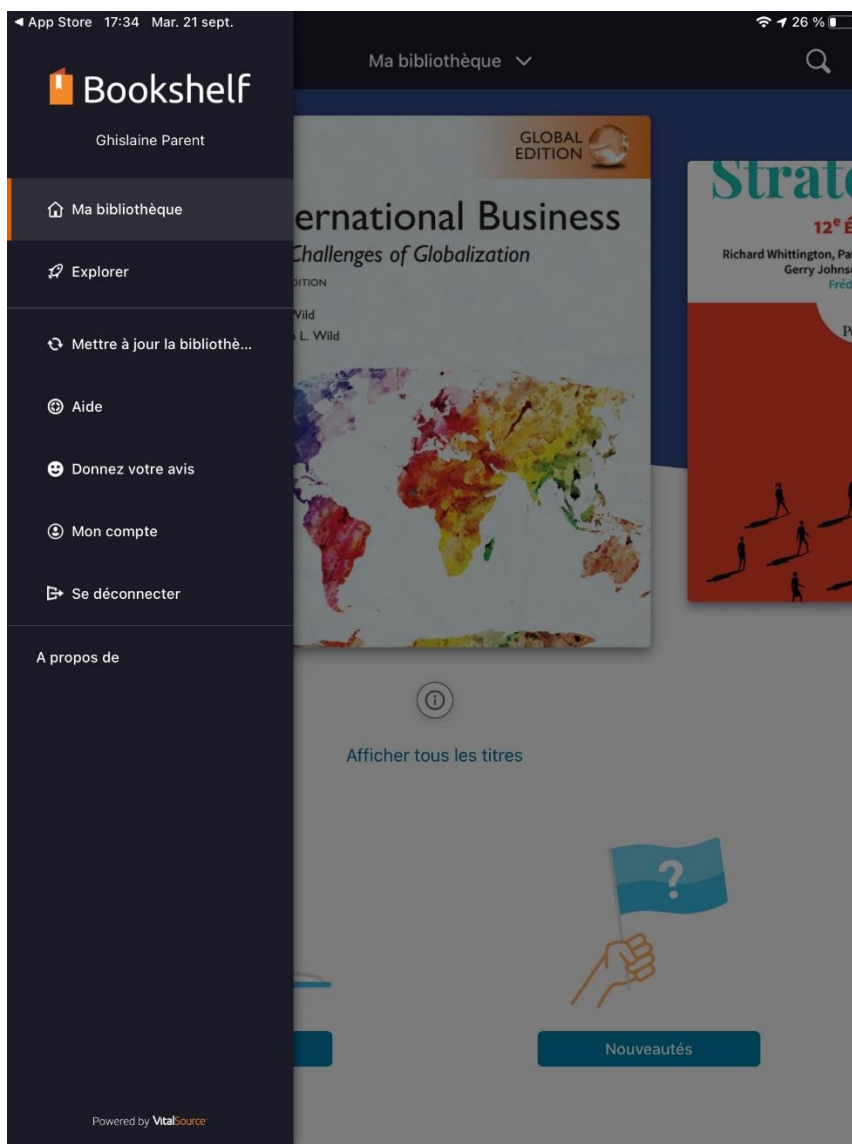 ◀ App Store 17:34 Mar. 21 sept.
26 %
Bookshelf
Ghislaine Parent
Ma bibliothèque
Explorer
Mettre à jour la bibliothè...
Aide
Donnez votre avis
Mon compte
Se déconnecter
A propos de
Powered by VitalSource
Ma bibliothèque
GLOBAL
EDITION
ernational Business
Challenges of Globalization
DITION
Wild
L. Wild
Strate
12e É
Richard Whittington, Pat
Gerry Johns
Fréd
P
Afficher tous les titres
?
Nouveautés